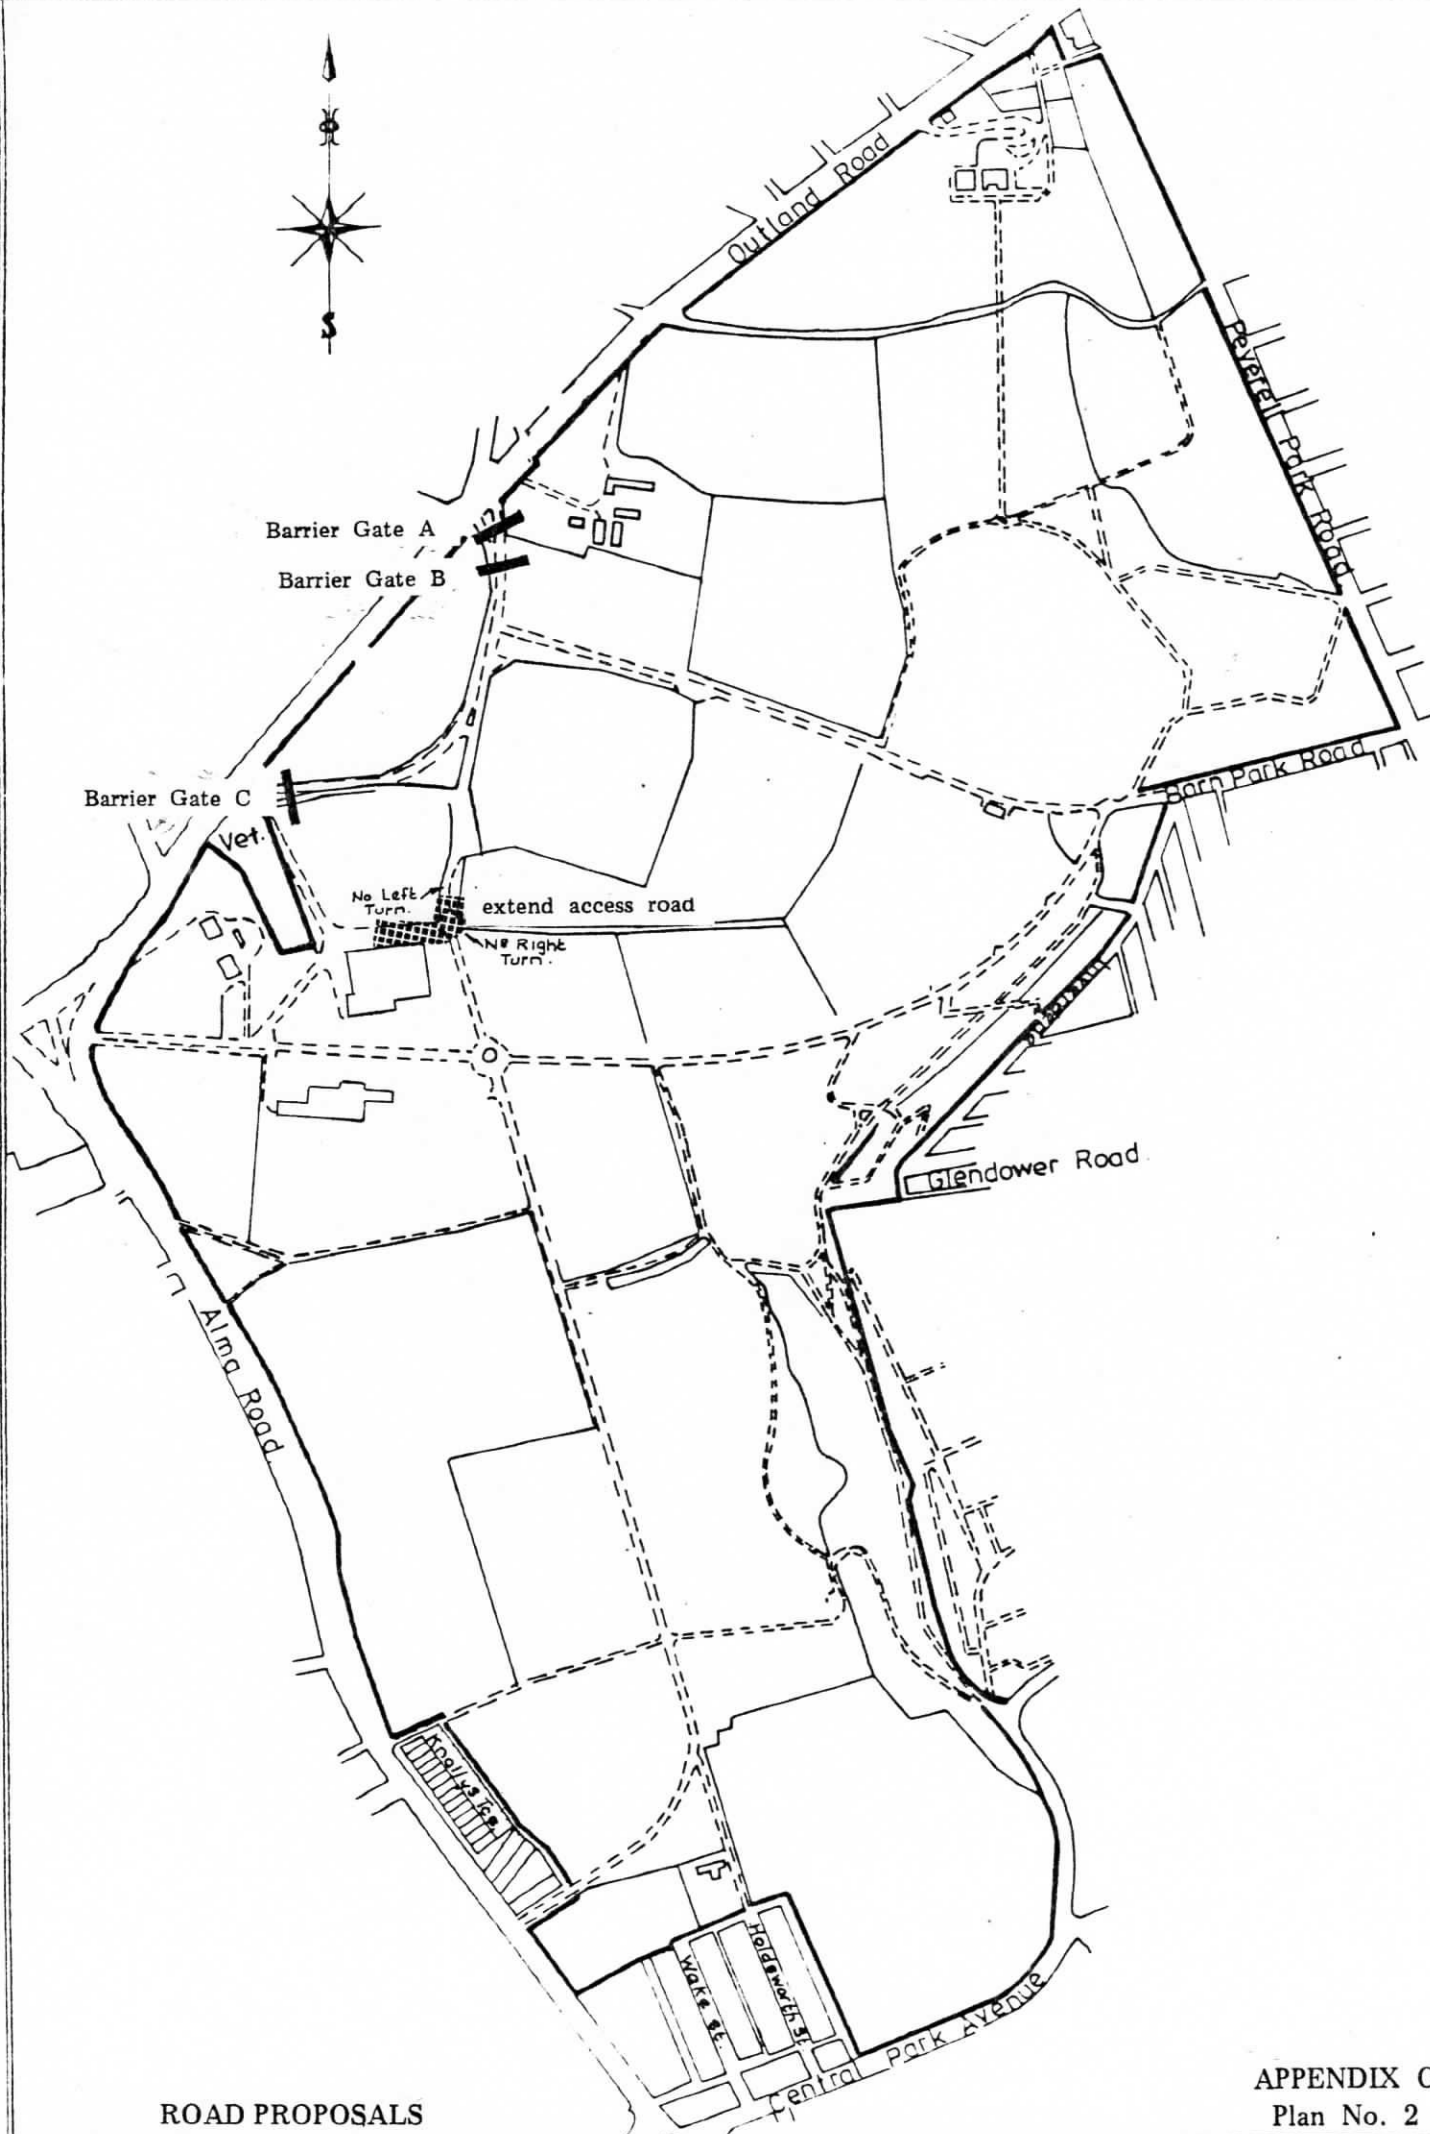 S
Outland Road
Peverell Park Road
Barrier Gate A
Barrier Gate B
Barrier Gate C
Vet.
Barn Park Road
No Left
Turn.
extend access road
No Right
Turn.
Glendower Road
Alma Road
Knollys Tce.
Wake St.
Holdsworth St.
Central Park Avenue
ROAD PROPOSALS
APPENDIX C
Plan No. 2